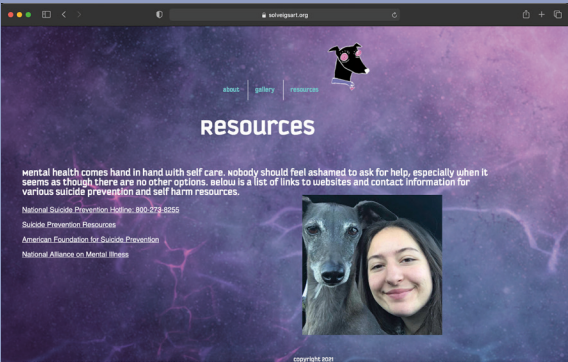 solveigsart.org
about
gallery
resources
Resources
Mental health comes hand in hand with self care. Nobody should feel ashamed to ask for help, especially when it
seems as though there are no other options. Below is a list of links to websites and contact information for
various suicide prevention and self harm resources.
National Suicide Prevention Hotline: 800-273-8255
Suicide Prevention Resources
American Foundation for Suicide Prevention
National Alliance on Mental Illness
copyright 2021